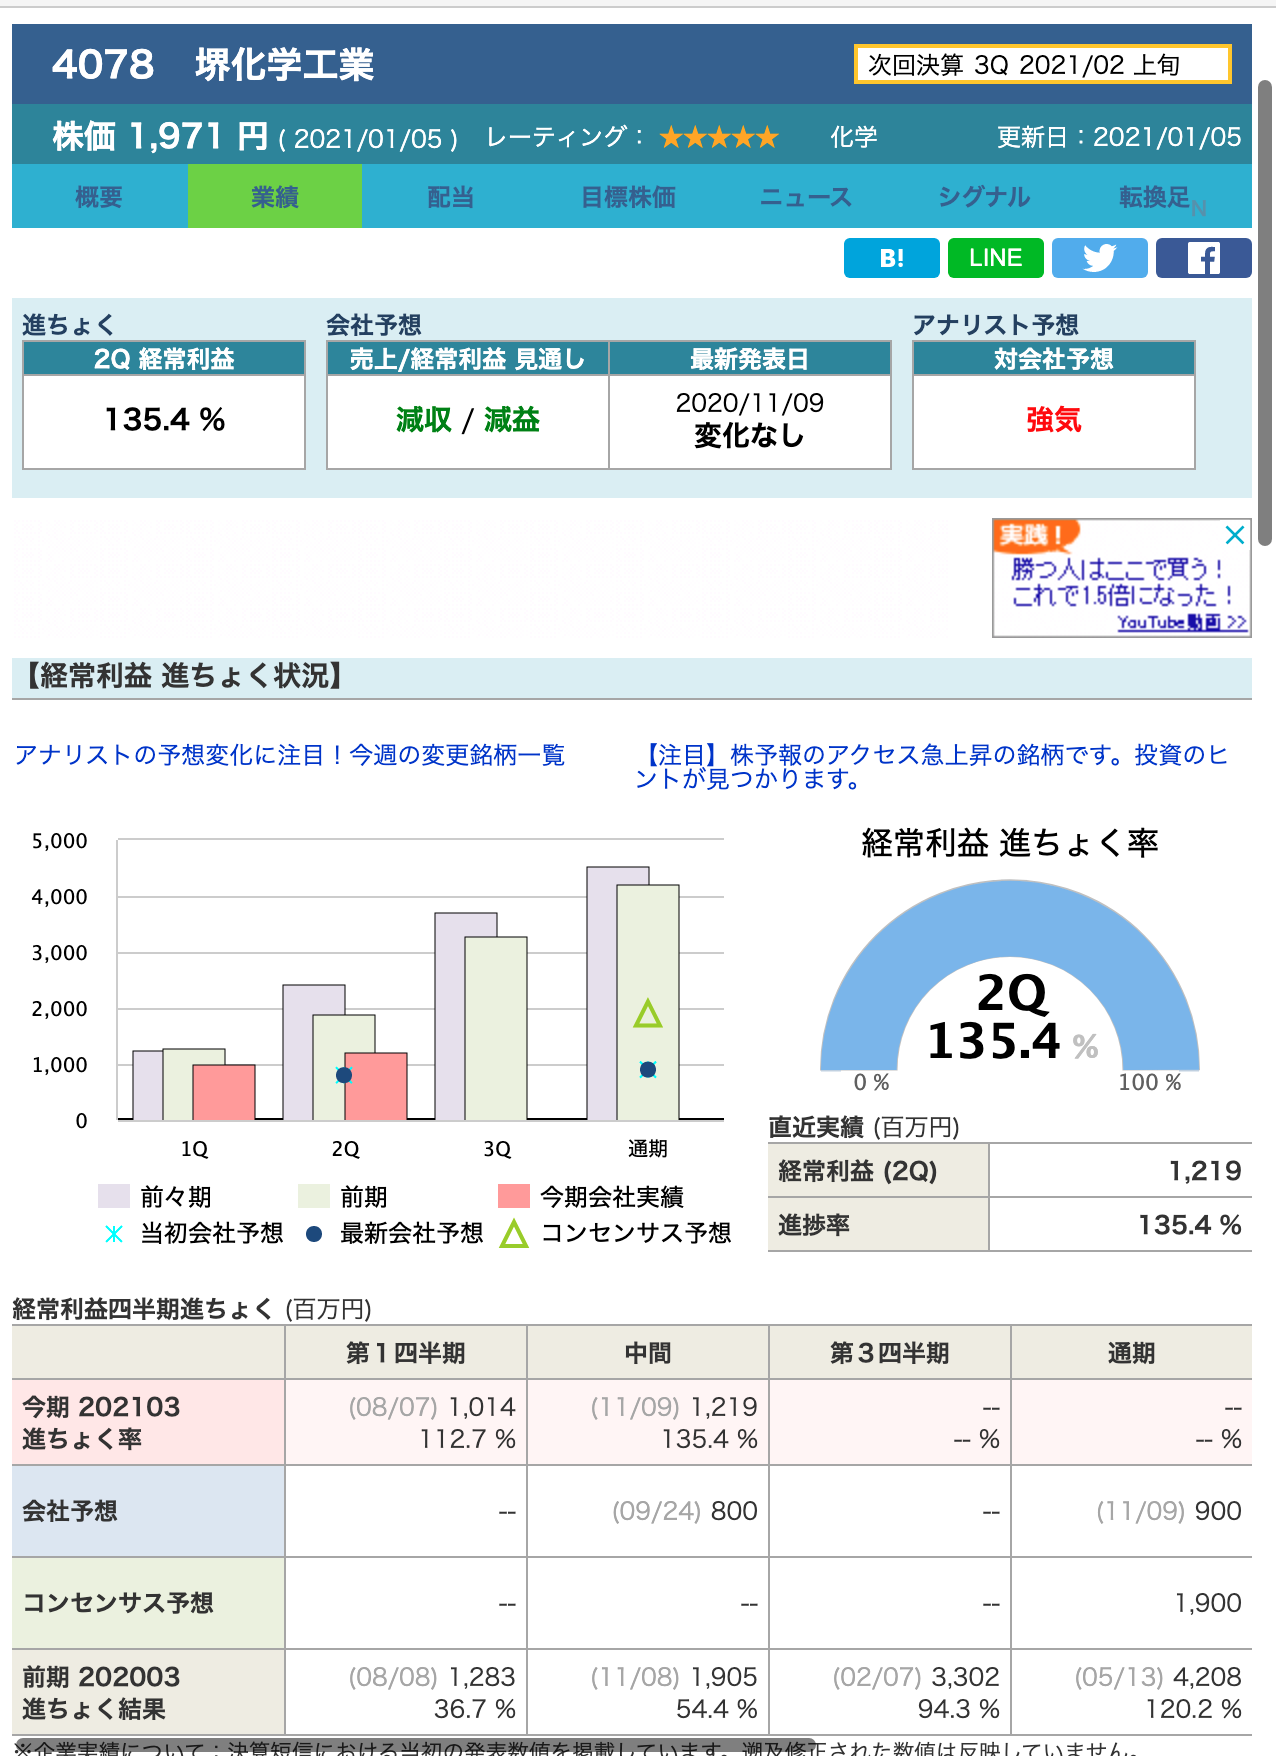 4078 堺化学工業
次回決算 3Q 2021/02 上旬
株価 1,971 円 ( 2021/01/05 ) レーティング： ★★★★★ 化学 更新日：2021/01/05
概要 業績 配当 目標株価 ニュース シグナル 転換足 N
B! LINE
進ちょく 会社予想 アナリスト予想
2Q 経常利益 売上/経常利益 見通し 最新発表日 対会社予想
135.4 % 減収 / 減益 2020/11/09 強気
変化なし
実践！
勝つ人はここで買う！
これで1.5倍になった！
YouTube動画 >>
【経常利益 進ちょく状況】
アナリストの予想変化に注目！今週の変更銘柄一覧
【注目】株予報のアクセス急上昇の銘柄です。投資のヒ
ントが見つかります。
5,000
4,000
3,000
2,000
1,000
0
1Q 2Q 3Q 通期
前々期 前期 今期会社実績
当初会社予想 最新会社予想 コンセンサス予想
経常利益 進ちょく率
2Q
135.4 %
0 % 100 %
直近実績 (百万円)
経常利益 (2Q) 1,219
進捗率 135.4 %
経常利益四半期進ちょく (百万円)
第１四半期 中間 第３四半期 通期
今期 202103 (08/07) 1,014 (11/09) 1,219 -- --
進ちょく率 112.7 % 135.4 % -- % -- %
会社予想 -- (09/24) 800 -- (11/09) 900
コンセンサス予想 -- -- -- 1,900
前期 202003 (08/08) 1,283 (11/08) 1,905 (02/07) 3,302 (05/13) 4,208
進ちょく結果 36.7 % 54.4 % 94.3 % 120.2 %
※企業実績について：決算短信における当初の発表数値を掲載しています。遡及修正された数値は反映していません。